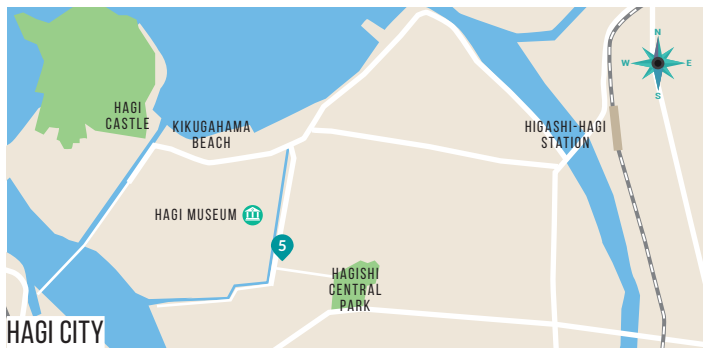 N
W
E
S
HAGI
CASTLE
KIKUGAHAMA
BEACH
HIGASHI-HAGI
STATION
HAGI MUSEUM
5
HAGISHI
CENTRAL
PARK
HAGI CITY